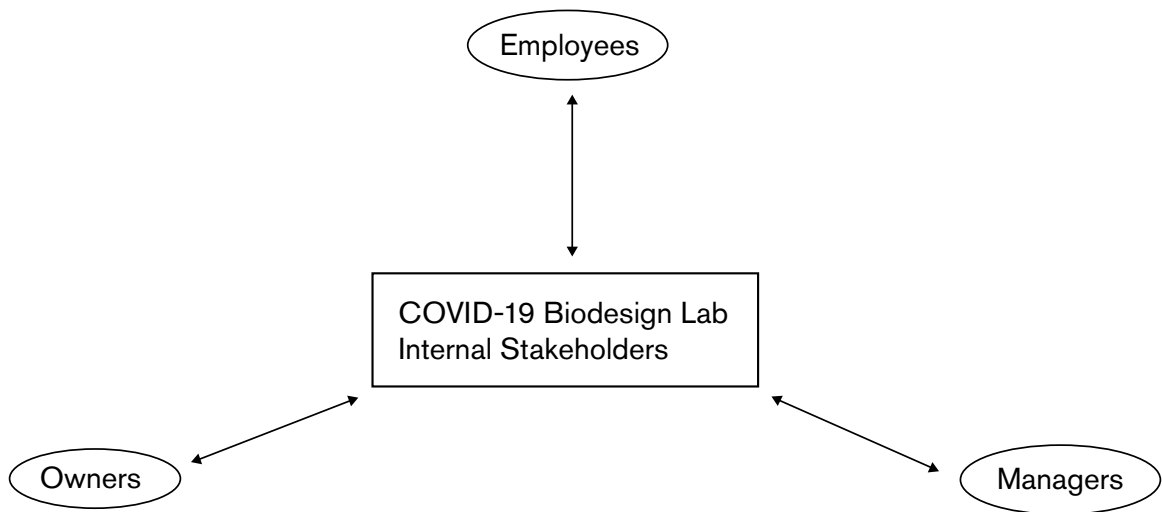 Employees
COVID-19 Biodesign Lab
Internal Stakeholders
Owners
Managers